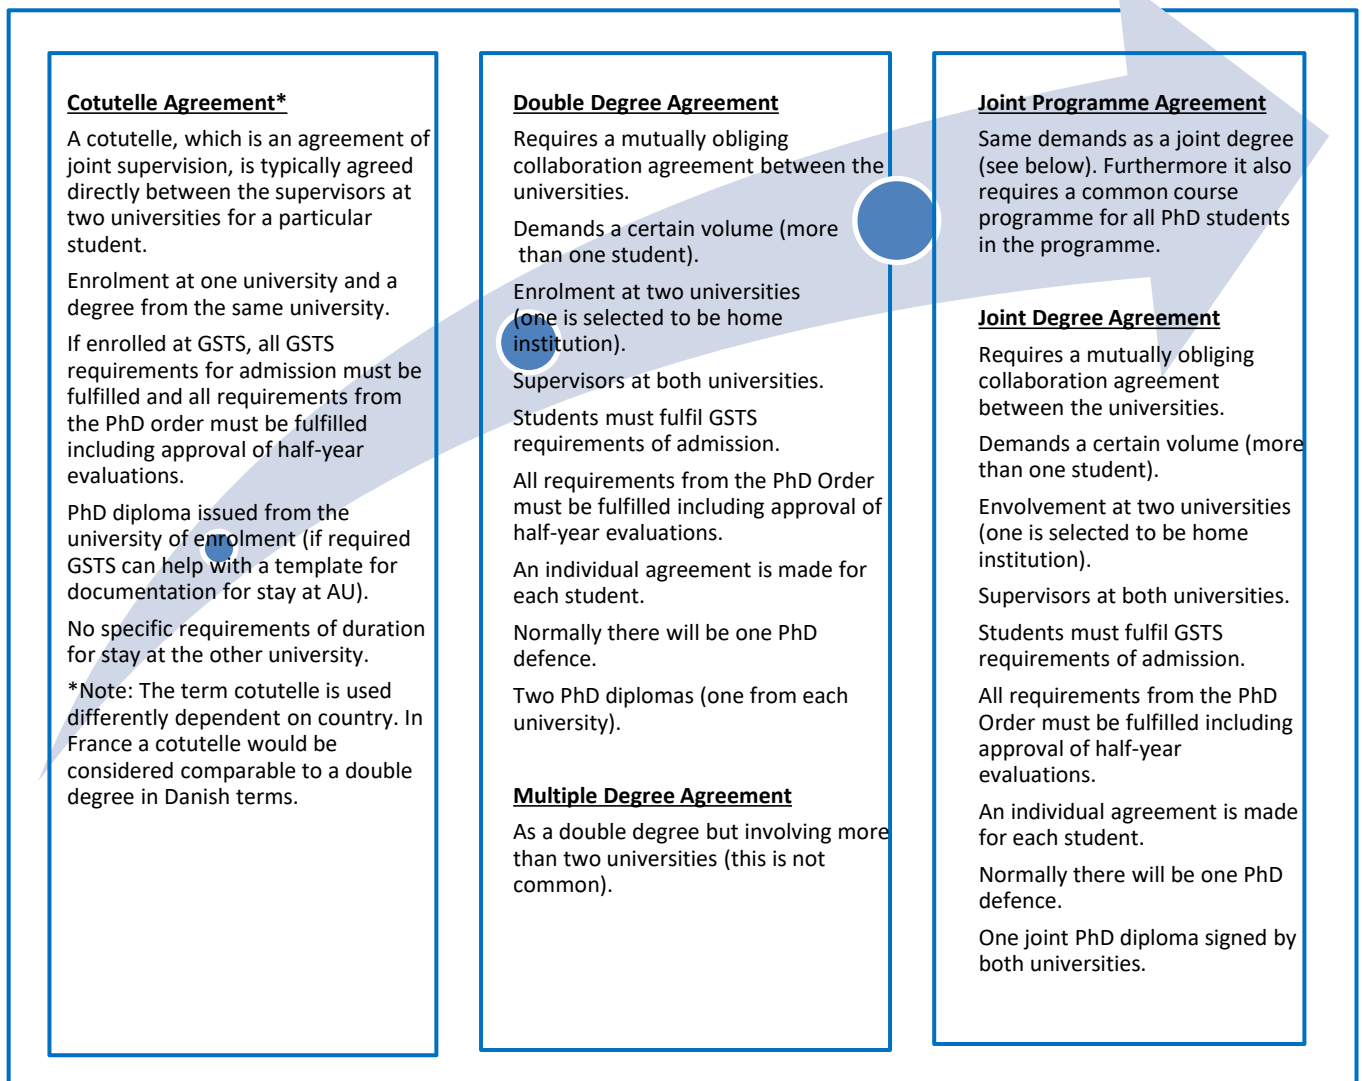 Cotutelle Agreement*
A cotutelle, which is an agreement of
joint supervision, is typically agreed
directly between the supervisors at
two universities for a particular
student.
Enrolment at one university and a
degree from the same university.
If enrolled at GSTS, all GSTS
requirements for admission must be
fulfilled and all requirements from
the PhD order must be fulfilled
including approval of half-year
evaluations.
PhD diploma issued from the
university of enrolment (if required
GSTS can help with a template for
documentation for stay at AU).
No specific requirements of duration
for stay at the other university.
*Note: The term cotutelle is used
differently dependent on country. In
France a cotutelle would be
considered comparable to a double
degree in Danish terms.
Double Degree Agreement
Requires a mutually obliging
collaboration agreement between the
universities.
Demands a certain volume (more
than one student).
Enrolment at two universities
(one is selected to be home
institution).
Supervisors at both universities.
Students must fulfil GSTS
requirements of admission.
All requirements from the PhD Order
must be fulfilled including approval of
half-year evaluations.
An individual agreement is made for
each student.
Normally there will be one PhD
defence.
Two PhD diplomas (one from each
university).
Multiple Degree Agreement
As a double degree but involving more
than two universities (this is not
common).
Joint Programme Agreement
Same demands as a joint degree
(see below). Furthermore it also
requires a common course
programme for all PhD students
in the programme.
Joint Degree Agreement
Requires a mutually obliging
collaboration agreement
between the universities.
Demands a certain volume (more
than one student).
Envolvement at two universities
(one is selected to be home
institution).
Supervisors at both universities.
Students must fulfil GSTS
requirements of admission.
All requirements from the PhD
Order must be fulfilled including
approval of half-year
evaluations.
An individual agreement is made
for each student.
Normally there will be one PhD
defence.
One joint PhD diploma signed by
both universities.